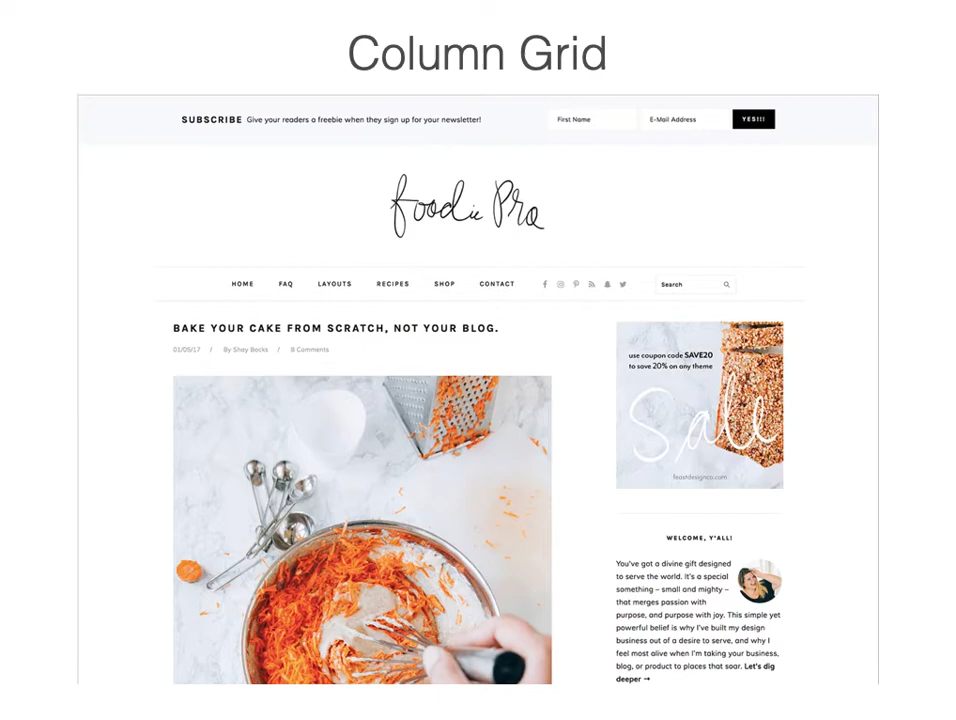 Column Grid
SUBSCRIBE Give your readers a freebie when they sign up for your newsletter!
First Name
E-Mail Address
YES!!!
foodie Pro
HOME FAQ LAYOUTS RECIPES SHOP CONTACT
Search
BAKE YOUR CAKE FROM SCRATCH, NOT YOUR BLOG.
01/05/17 / By Shay Bocks / 8 Comments
use coupon code SAVE20
to save 20% on any theme
Sale
feastdesignco.com
WELCOME, Y'ALL!
You've got a divine gift designed
to serve the world. It's a special
something – small and mighty –
that merges passion with
purpose, and purpose with joy. This simple yet
powerful belief is why I've built my design
business out of a desire to serve, and why I
feel most alive when I'm taking your business,
blog, or product to places that soar. Let's dig
deeper →